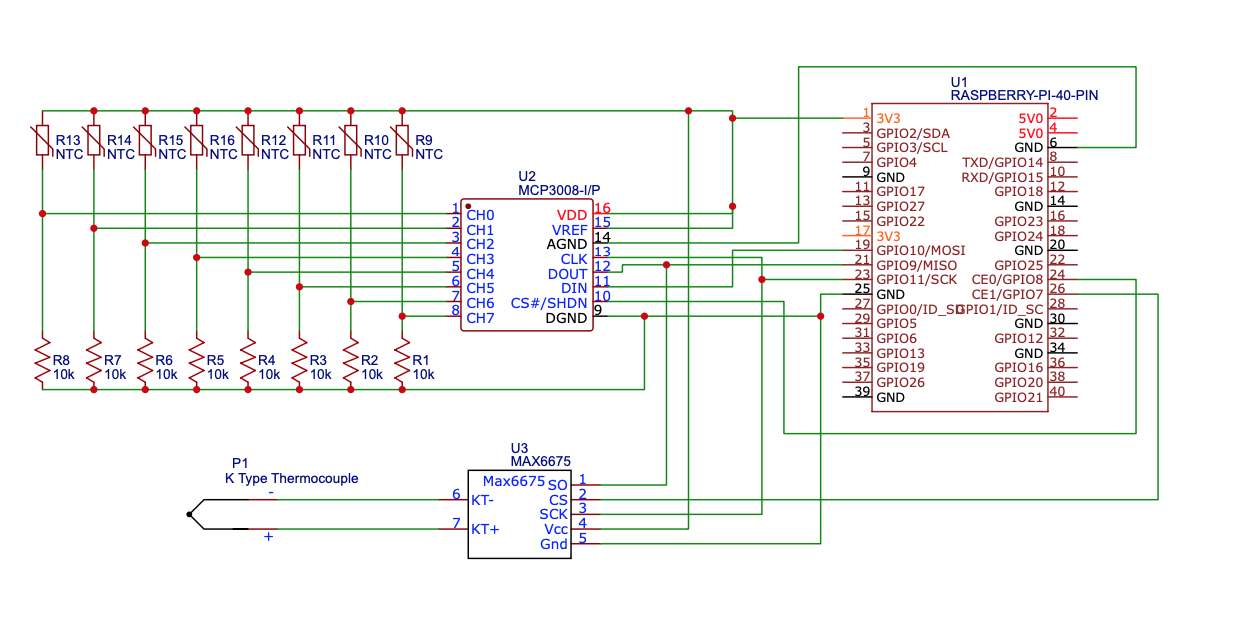 U1
RASPBERRY-PI-40-PIN
1 3V3 5V0 2
3 GPIO2/SDA 5V0 4
5 GPIO3/SCL GND 6
7 GPIO4 TXD/GPIO14 8
9 GND RXD/GPIO15 10
11 GPIO17 GPIO18 12
13 GPIO27 GND 14
15 GPIO22 GPIO23 16
17 3V3 GPIO24 18
19 GPIO10/MOSI GND 20
21 GPIO9/MISO GPIO25 22
23 GPIO11/SCK CE0/GPIO8 24
25 GND CE1/GPIO7 26
27 GPIO0/ID_SD GPIO1/ID_SC 28
29 GPIO5 GND 30
31 GPIO6 GPIO12 32
33 GPIO13 GND 34
35 GPIO19 GPIO16 36
37 GPIO26 GPIO20 38
39 GND GPIO21 40
R13 R14 R15 R16 R12 R11 R10 R9
NTC NTC NTC NTC NTC NTC NTC NTC
U2
MCP3008-I/P
1 CH0 VDD 16
2 CH1 VREF 15
3 CH2 AGND 14
4 CH3 CLK 13
5 CH4 DOUT 12
6 CH5 DIN 11
7 CH6 CS#/SHDN 10
8 CH7 DGND 9
R8 R7 R6 R5 R4 R3 R2 R1
10k 10k 10k 10k 10k 10k 10k 10k
U3
MAX6675
P1
K Type Thermocouple
-
+
Max6675
SO 1
6 KT- CS 2
SCK 3
7 KT+ Vcc 4
Gnd 5